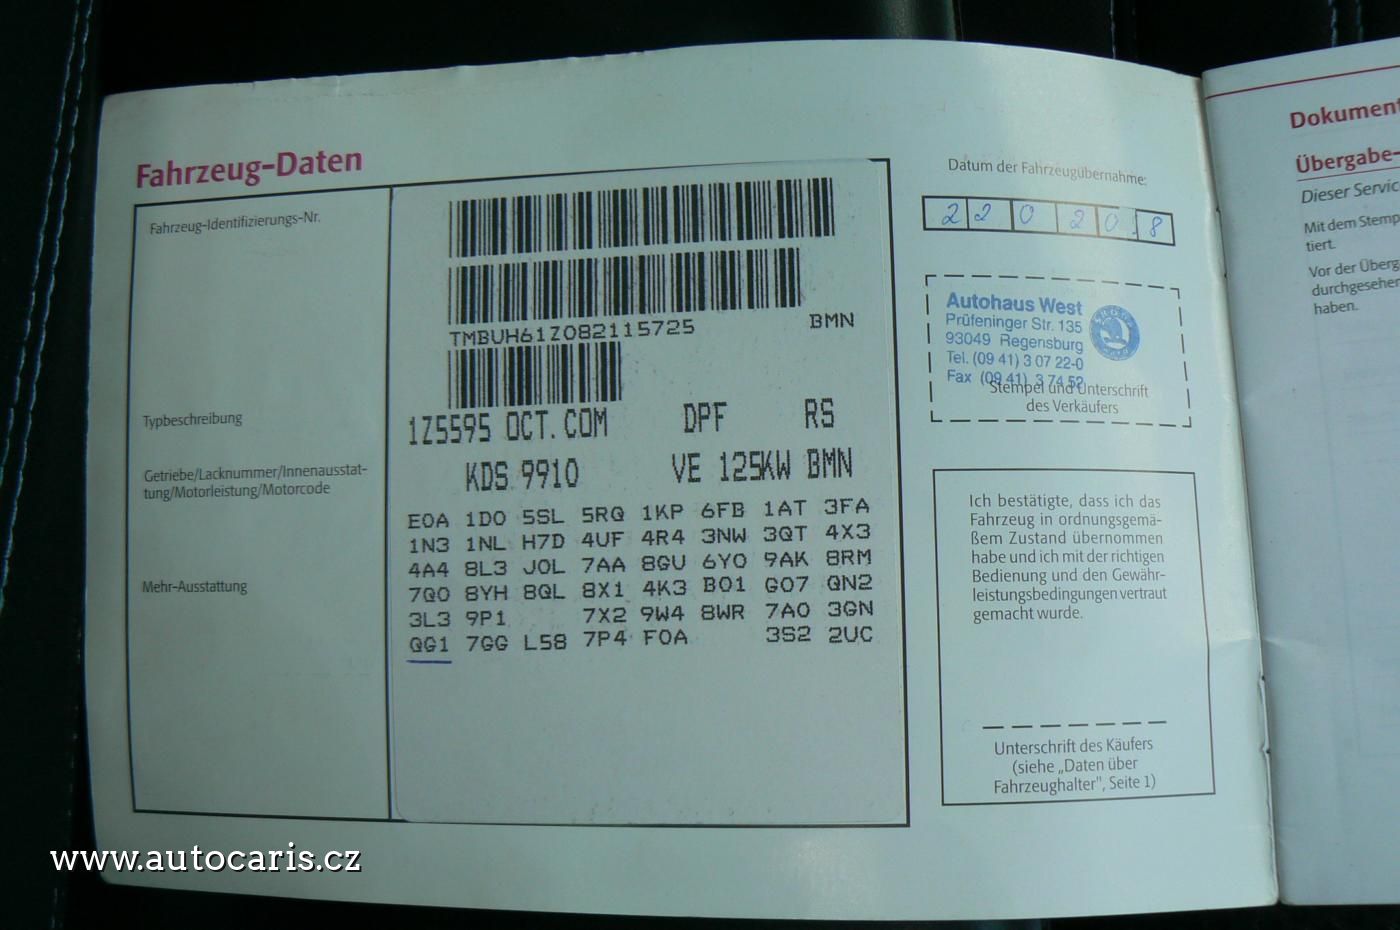 Fahrzeug-Daten
Fahrzeug-Identifizierungs-Nr.
TMBUH61Z082115725 BMN
Typbeschreibung
1Z5595 OCT. COM DPF RS
Getriebe/Lacknummer/Innenausstat-
tung/Motorleistung/Motorcode
KDS 9910 VE 125KW BMN
Mehr-Ausstattung
E0A 1D0 5SL 5RQ 1KP 6FB 1AT 3FA
1N3 1NL H7D 4UF 4R4 3NW 3QT 4X3
4A4 8L3 J0L 7AA 8GU 6Y0 9AK 8RM
7Q0 8YH 8QL 8X1 4K3 B01 G07 QN2
3L3 9P1 7X2 9W4 8WR 7A0 3GN
QG1 7GG L58 7P4 F0A 3S2 2UC
Datum der Fahrzeugübernahme:
2 2 0 2 0 8
Autohaus West
Prüfeninger Str. 135
93049 Regensburg
Tel. (09 41) 3 07 22-0
Fax (09 41) 3 74 52
Stempel und Unterschrift
des Verkäufers
Ich bestätigte, dass ich das
Fahrzeug in ordnungsgemä-
ßem Zustand übernommen
habe und ich mit der richtigen
Bedienung und den Gewähr-
leistungsbedingungen vertraut
gemacht wurde.
Unterschrift des Käufers
(siehe „Daten über
Fahrzeughalter", Seite 1)
Dokument
Übergabe-
Dieser Servic
Mit dem Stemp
tiert.
Vor der Überg
durchgesehen
haben.
www.autocaris.cz